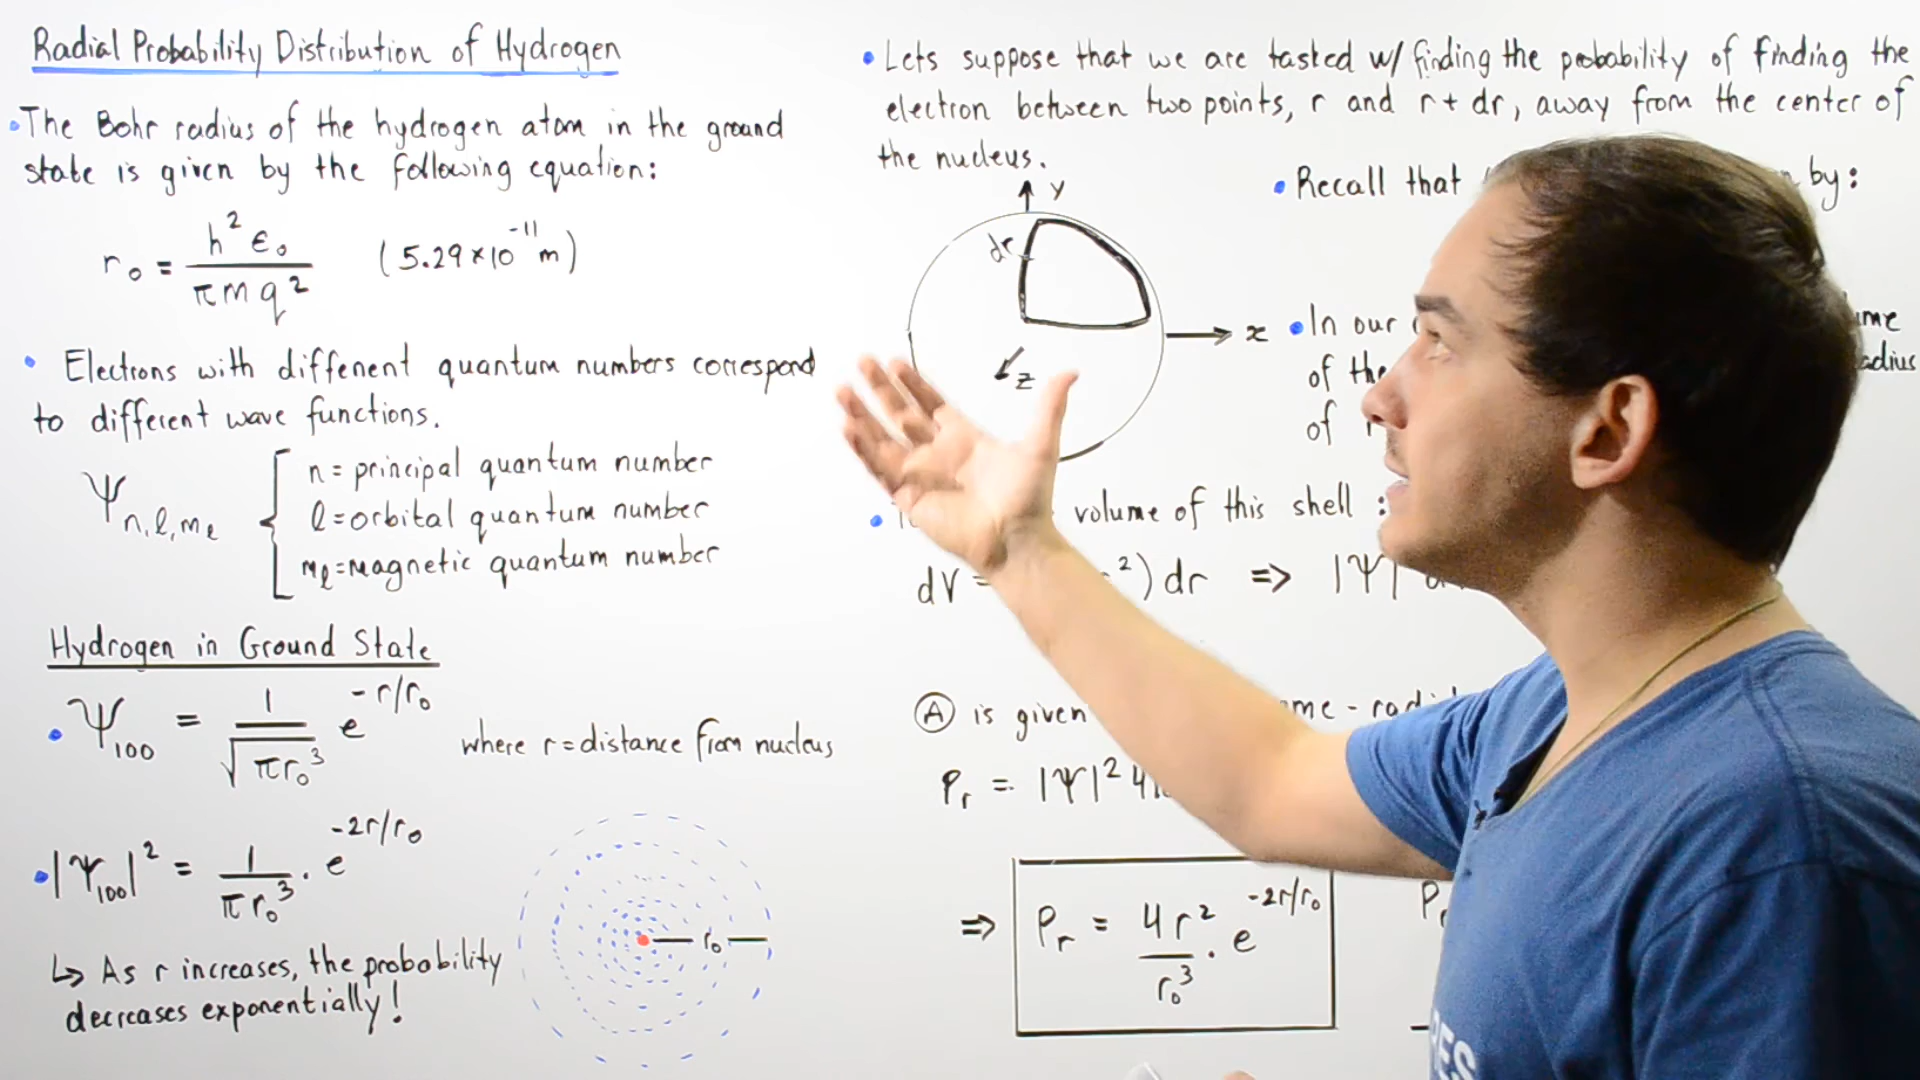 Radial Probability Distribution of Hydrogen
• The Bohr radius of the hydrogen atom in the ground
state is given by the following equation:
r₀ = h²ε₀ / πmq² (5.29×10⁻¹¹ m)
• Electrons with diffenent quantum numbers correspond
to different wave functions.
Ψn,l,mₗ
n = principal quantum number
l = orbital quantum number
mₗ = magnetic quantum number
Hydrogen in Ground State
• Ψ₁₀₀ = 1/√πr₀³ e^-r/r₀ where r = distance from nucleus
• |Ψ₁₀₀|² = 1/πr₀³ · e^-2r/r₀
↳ As r increases, the probability
decreases exponentially!
r₀
• Lets suppose that we are tasked w/ finding the probability of finding the
electron between two points, r and r + dr, away from the center of
the nucleus.
y
dr
x
z
• Recall that by:
• In our
of the radius
of
volume of this shell :
dV = ²) dr => |Ψ|
Ⓐ is given
Pr = |Ψ|² 4
=> Pr = 4r²/r₀³ · e^-2r/r₀